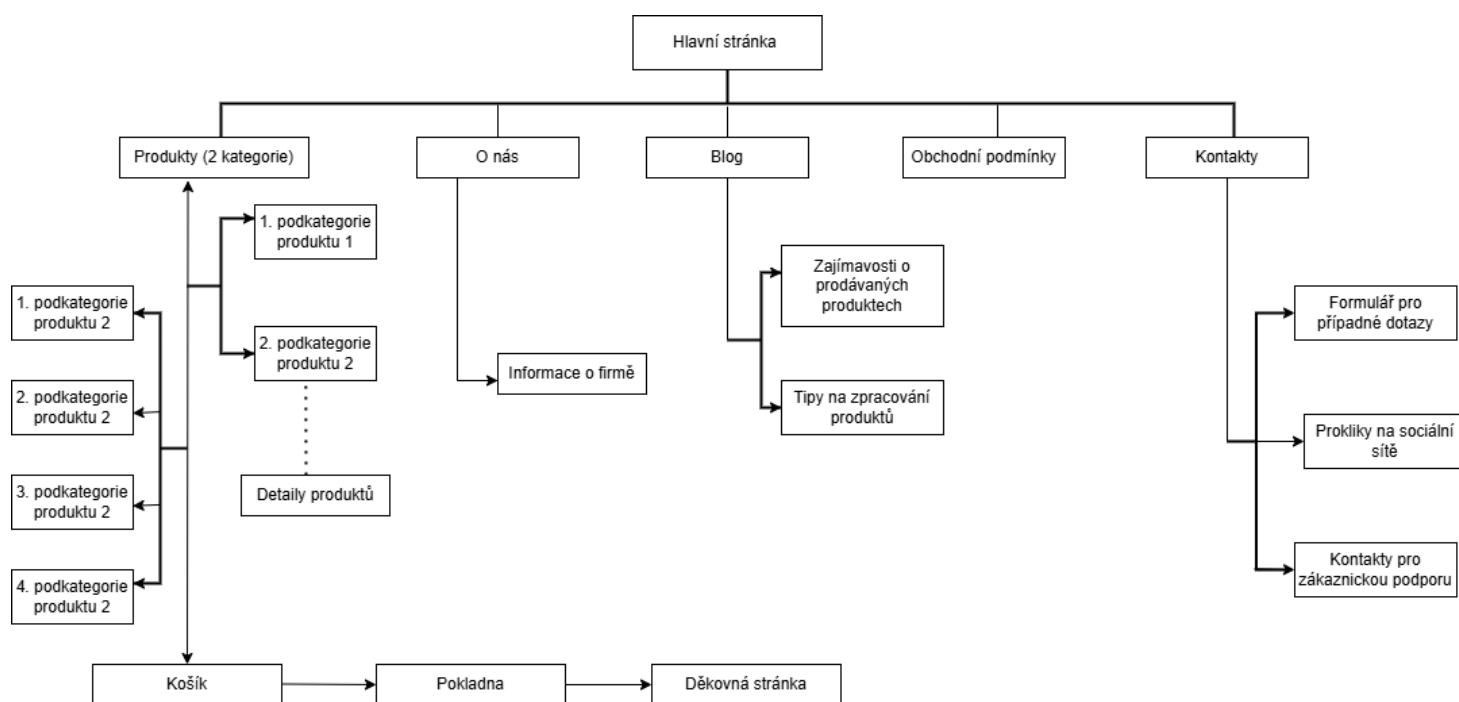 Hlavní stránka
Produkty (2 kategorie)
O nás
Blog
Obchodní podmínky
Kontakty
1. podkategorie
produktu 1
2. podkategorie
produktu 2
Detaily produktů
1. podkategorie
produktu 2
2. podkategorie
produktu 2
3. podkategorie
produktu 2
4. podkategorie
produktu 2
Informace o firmě
Zajímavosti o
prodávaných
produktech
Tipy na zpracování
produktů
Formulář pro
případné dotazy
Prokliky na sociální
sítě
Kontakty pro
zákaznickou podporu
Košík
Pokladna
Děkovná stránka